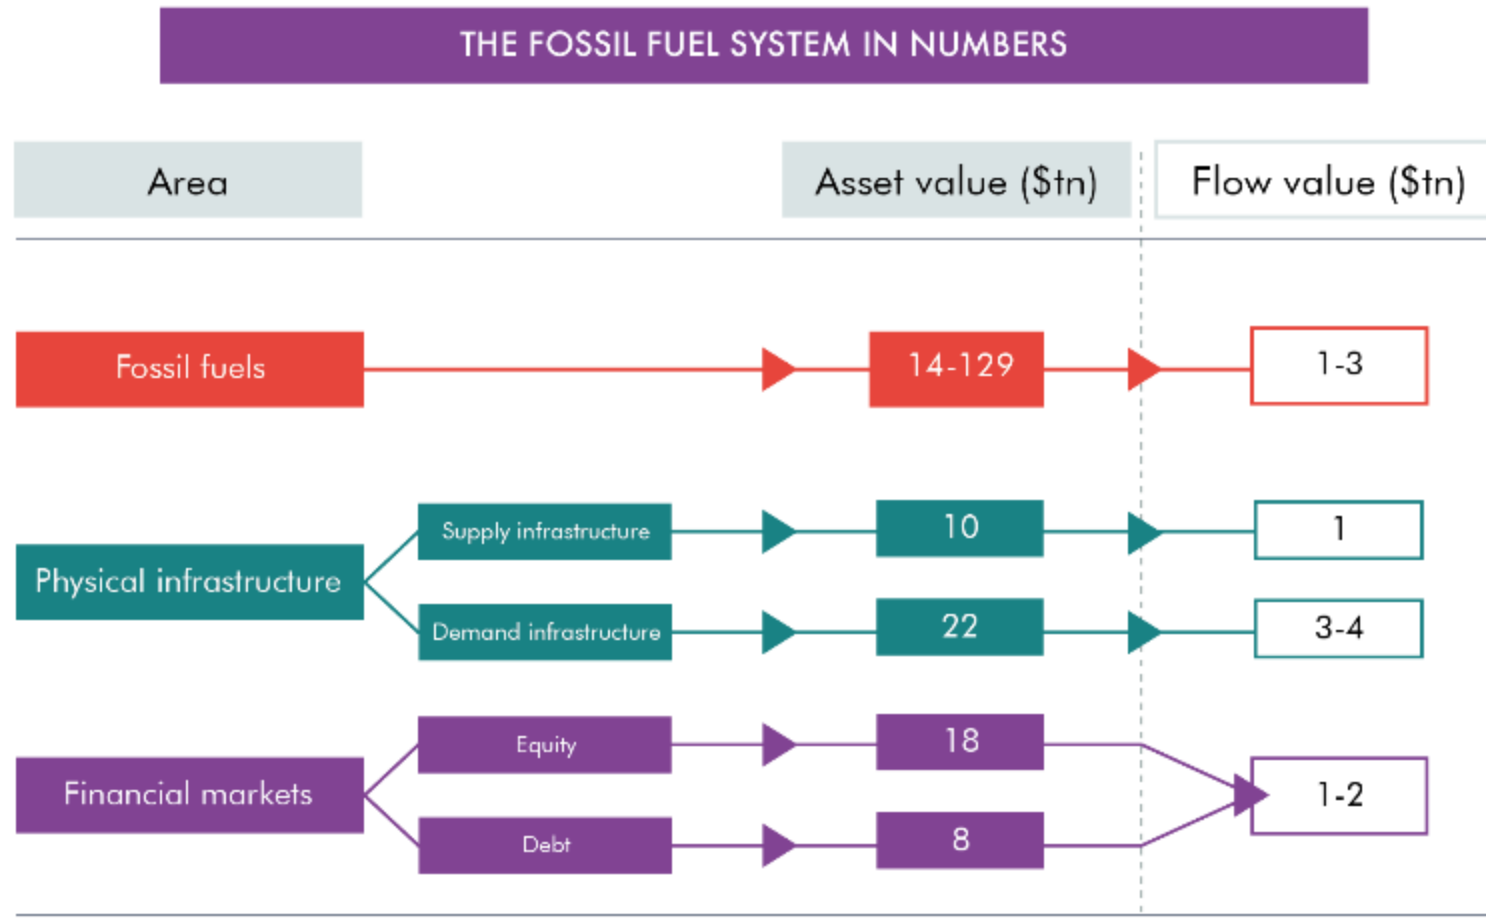 THE FOSSIL FUEL SYSTEM IN NUMBERS
Area
Asset value ($tn)
Flow value ($tn)
Fossil fuels
14-129
1-3
Physical infrastructure
Supply infrastructure
10
1
Demand infrastructure
22
3-4
Financial markets
Equity
18
Debt
8
1-2